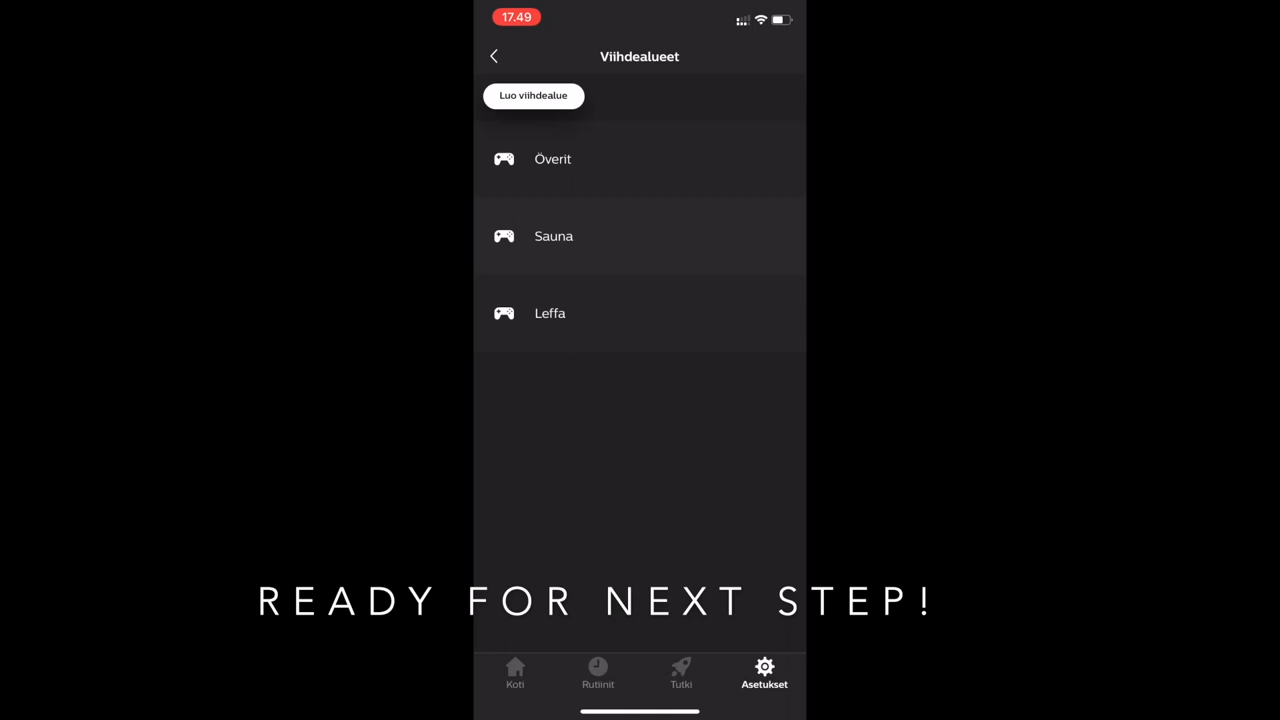 17.49
Viihdealueet
Luo viihdealue
Överit
Sauna
Leffa
READY FOR NEXT STEP!
Koti
Rutiinit
Tutki
Asetukset